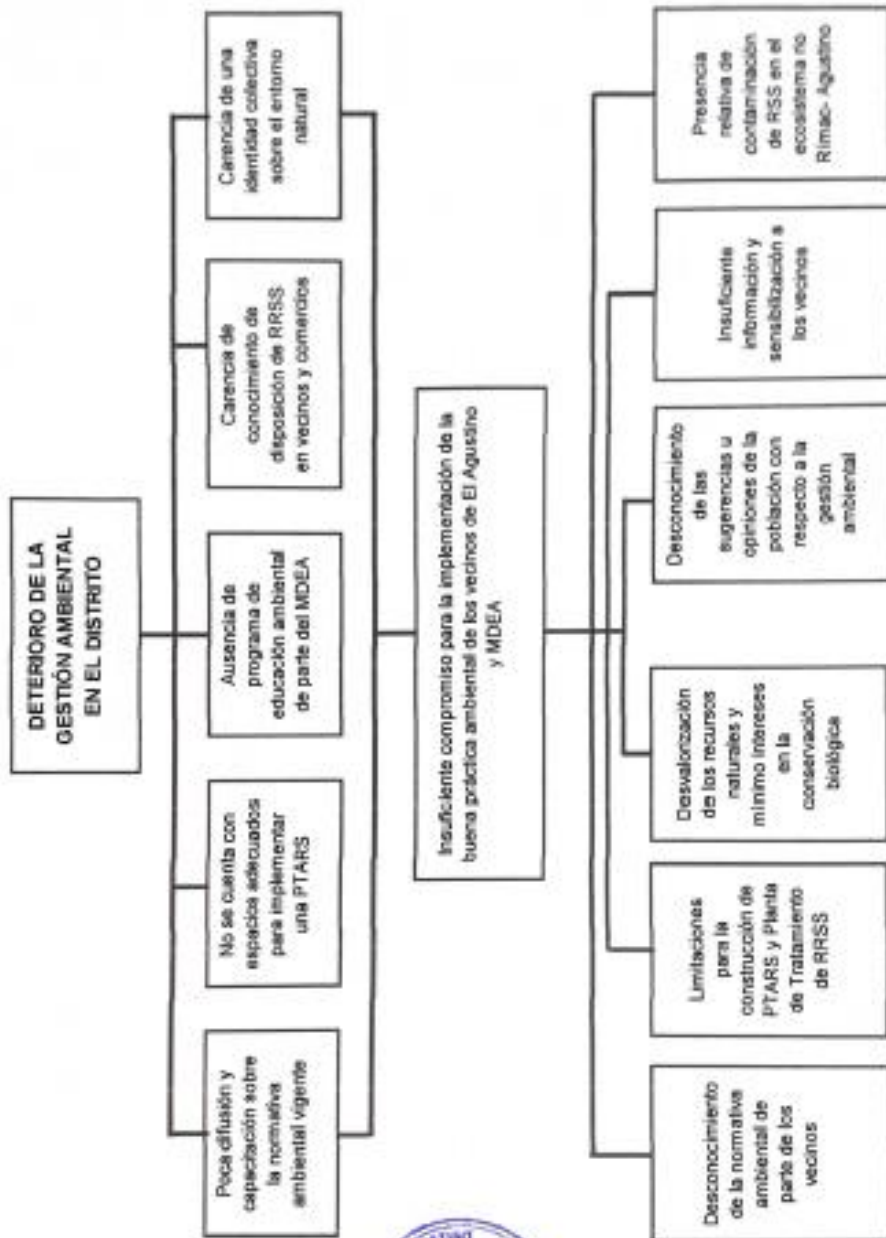 DETERIORO DE LA
GESTIÓN AMBIENTAL
EN EL DISTRITO
Poca difusión y
capacitación sobre
la normativa
ambiental vigente
No se cuenta con
espacios adecuados
para implementar
una PTARS
Ausencia de
programa de
educación ambiental
de parte del MDEA
Carencia de
conocimiento de
disposición de RRSS
en vecinos y comercios
Carencia de una
identidad colectiva
sobre el entorno
natural
Insuficiente compromiso para la implementación de la
buena práctica ambiental de los vecinos de El Agustino
y MDEA
Desconocimiento
de la normativa
ambiental de
parte de los
vecinos
Limitaciones
para la
construcción de
PTARS y Planta
de Tratamiento
de RRSS
Desvalorización
de los recursos
naturales y
mínimo intereses
en la
conservación
biológica
Desconocimiento
de las
sugerencias u
opiniones de la
población con
respecto a la
gestión
ambiental
Insuficiente
información y
sensibilización a
los vecinos
Presencia
relativa de
contaminación
de RSS en el
ecosistema rio
Rímac- Agustino